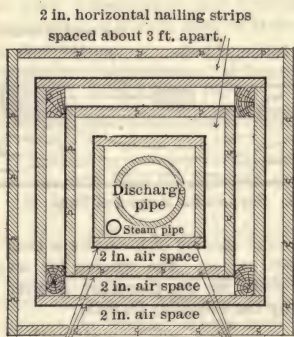 2 in. horizontal nailing strips
spaced about 3 ft. apart.
Discharge
pipe
Steam pipe
2 in. air space
2 in. air space
2 in. air space